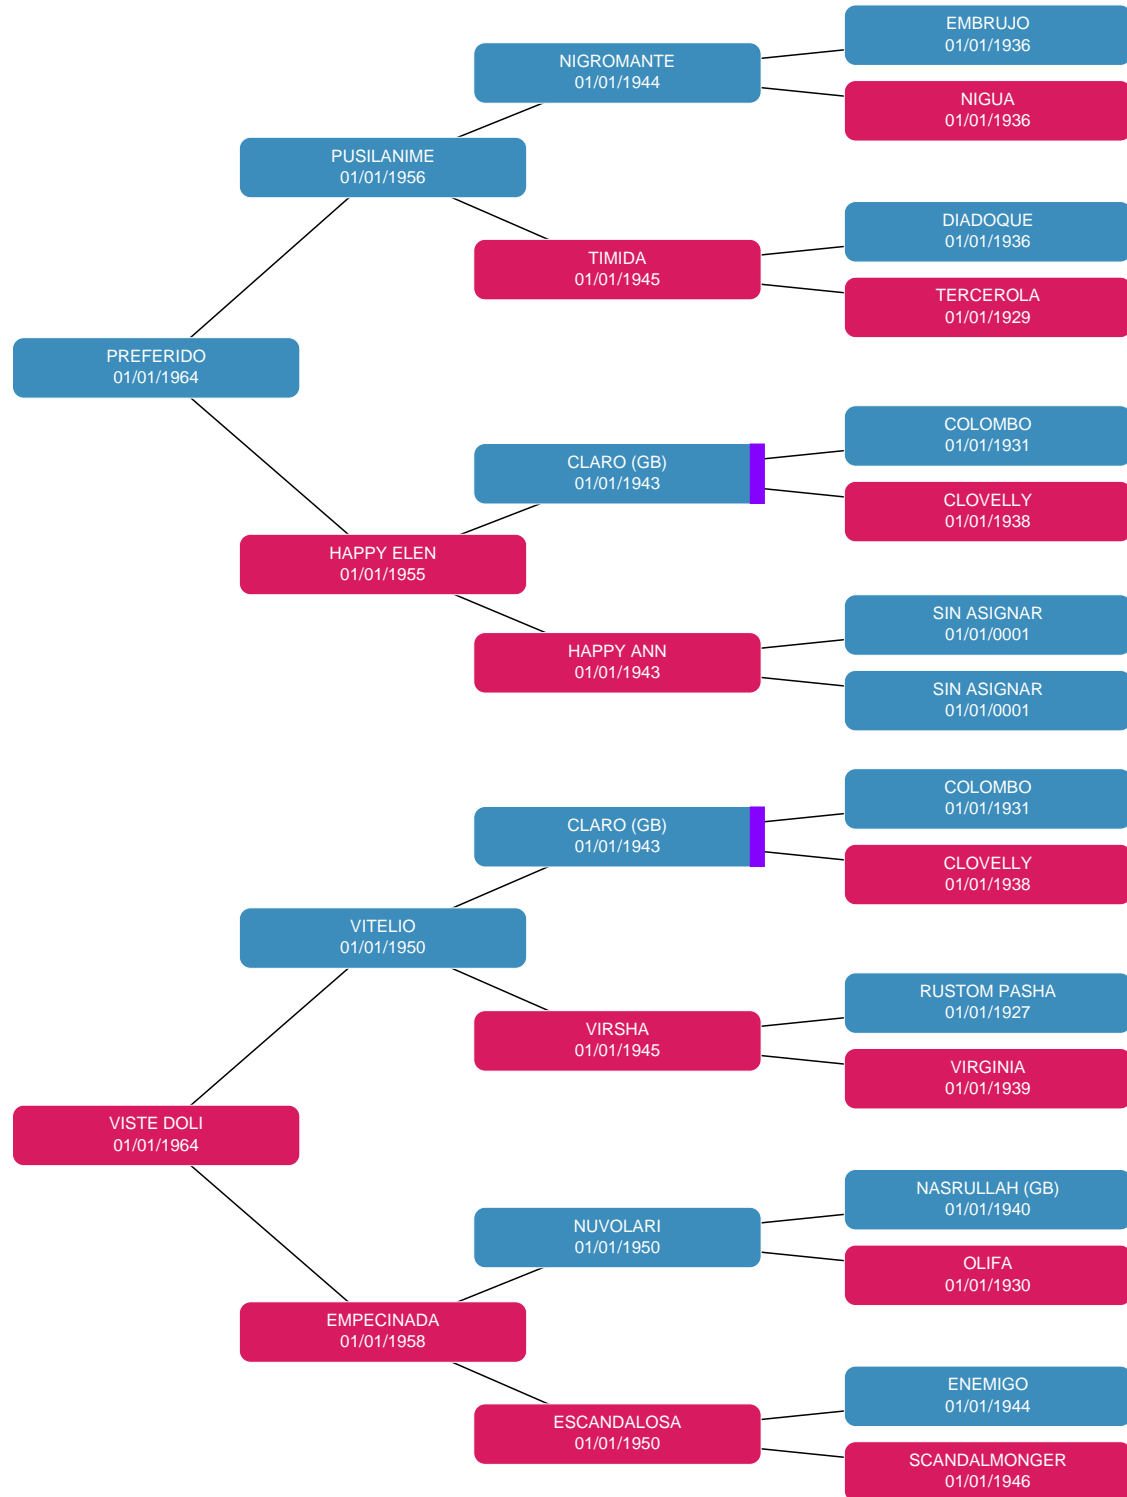 EMBRUJO
01/01/1936
NIGROMANTE
01/01/1944
NIGUA
01/01/1936
PUSILANIME
01/01/1956
DIADOQUE
01/01/1936
TIMIDA
01/01/1945
TERCEROLA
01/01/1929
PREFERIDO
01/01/1964
COLOMBO
01/01/1931
CLARO (GB)
01/01/1943
CLOVELLY
01/01/1938
HAPPY ELEN
01/01/1955
SIN ASIGNAR
01/01/0001
HAPPY ANN
01/01/1943
SIN ASIGNAR
01/01/0001
COLOMBO
01/01/1931
CLARO (GB)
01/01/1943
CLOVELLY
01/01/1938
VITELIO
01/01/1950
RUSTOM PASHA
01/01/1927
VIRSHA
01/01/1945
VIRGINIA
01/01/1939
VISTE DOLI
01/01/1964
NASRULLAH (GB)
01/01/1940
NUVOLARI
01/01/1950
OLIFA
01/01/1930
EMPECINADA
01/01/1958
ENEMIGO
01/01/1944
ESCANDALOSA
01/01/1950
SCANDALMONGER
01/01/1946